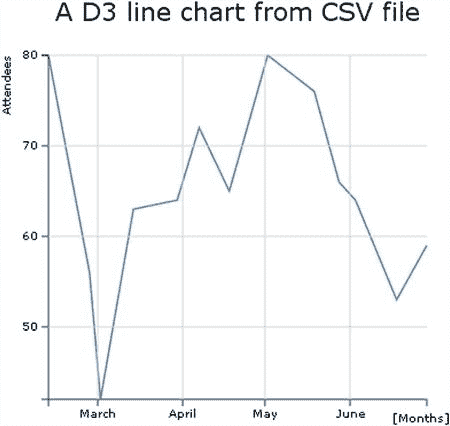 A D3 line chart from CSV file
Attendees
80
70
60
50
March April May June
[Months]